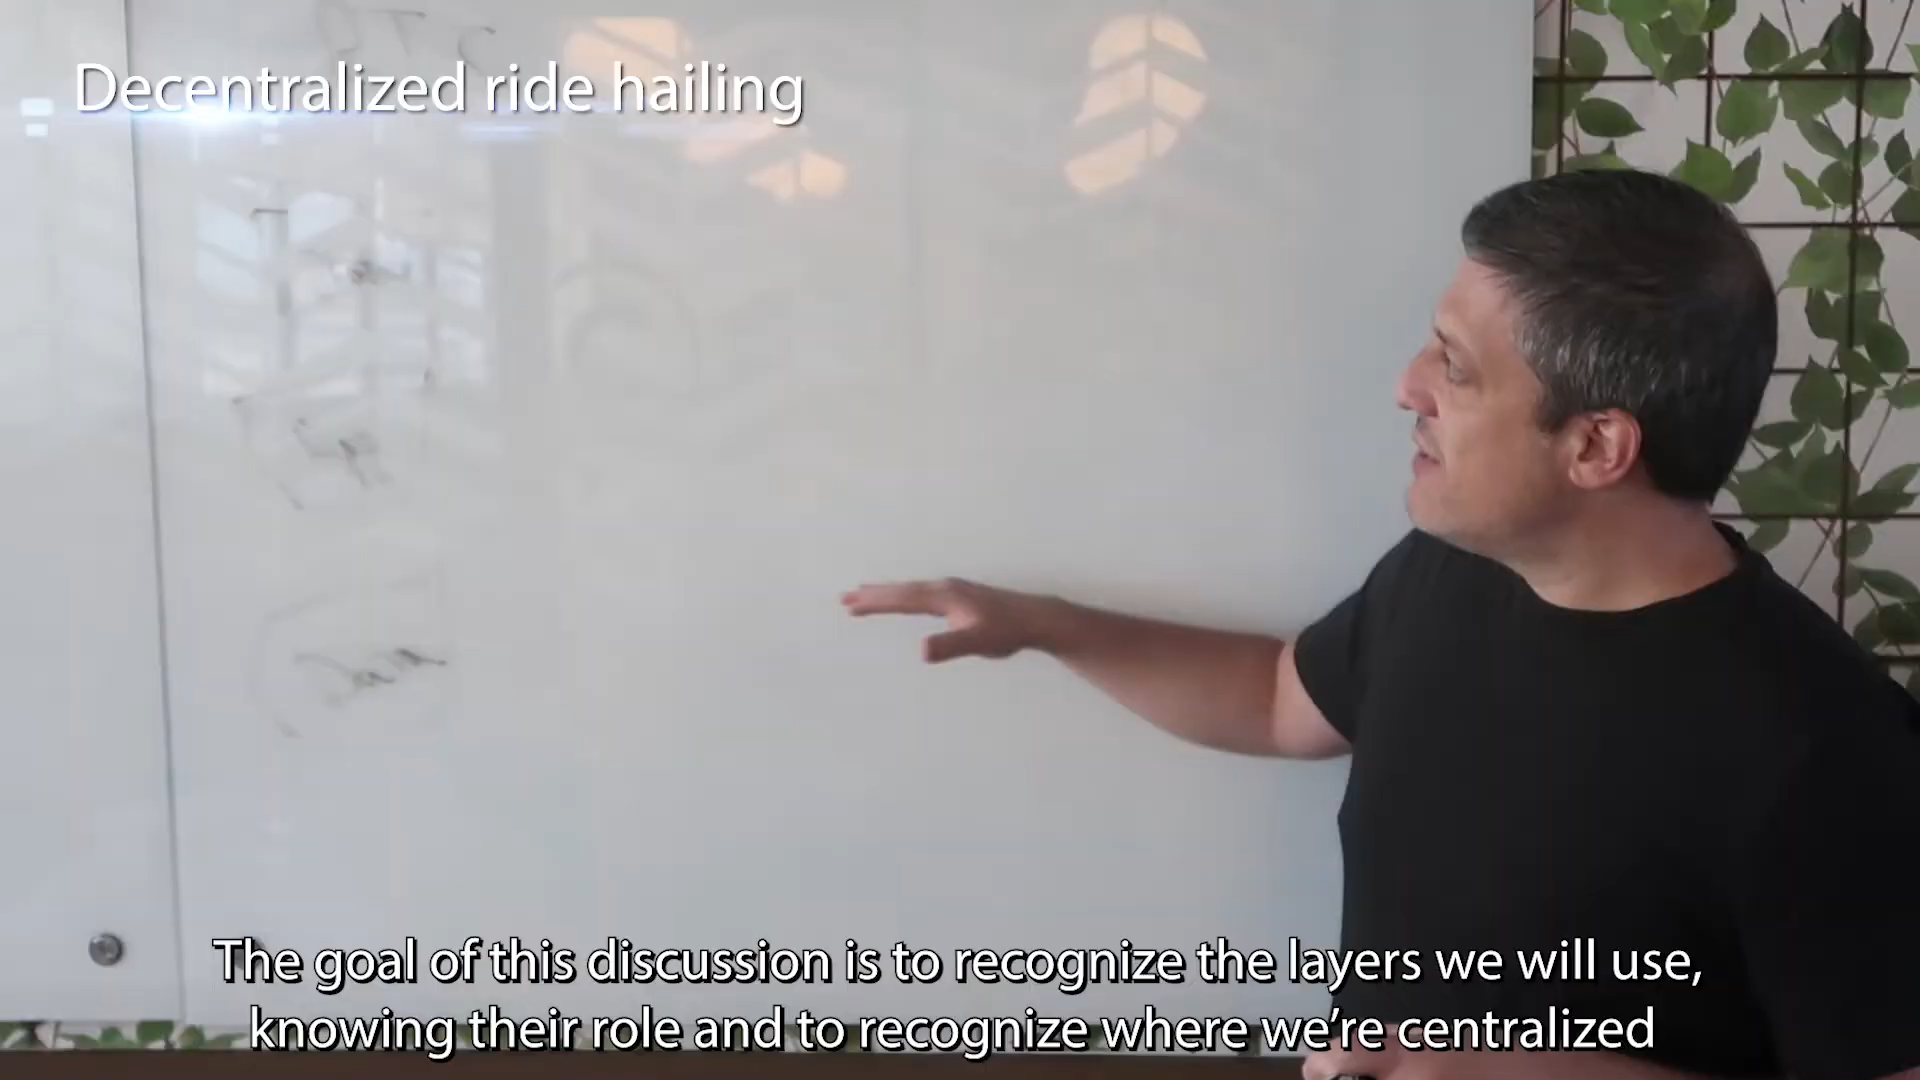 Decentralized ride hailing
The goal of this discussion is to recognize the layers we will use,
knowing their role and to recognize where we’re centralized